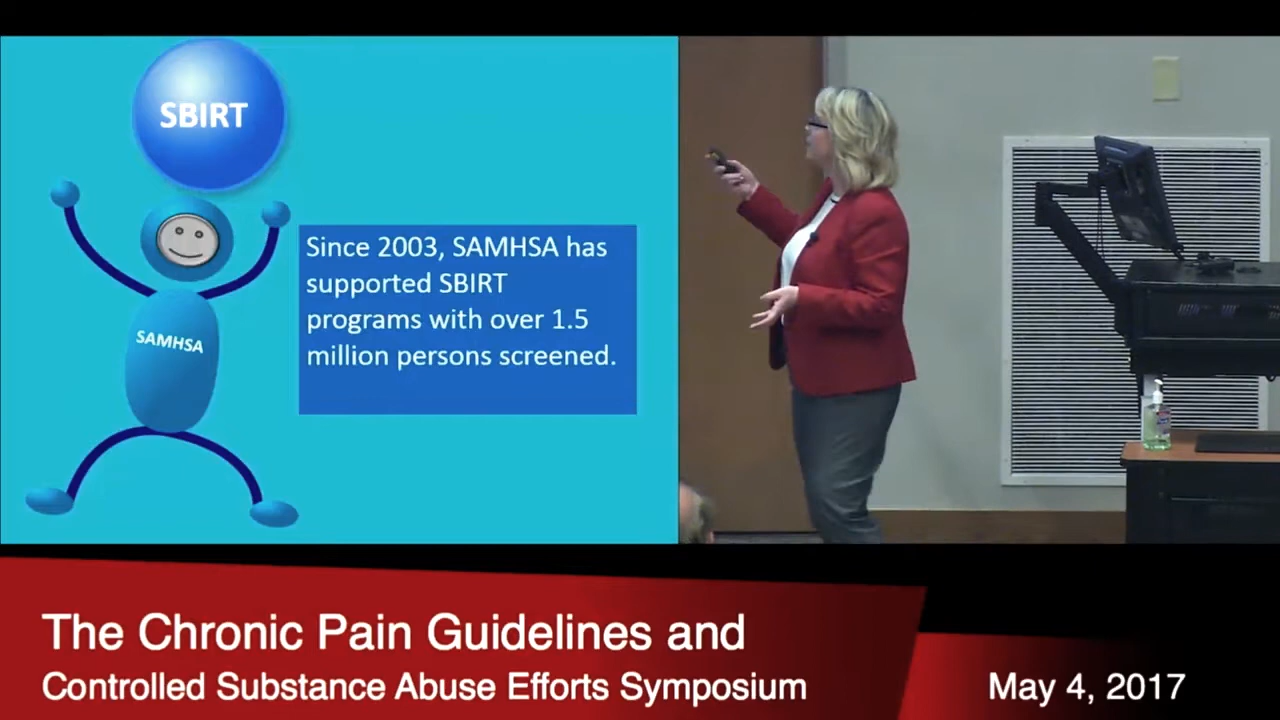 SBIRT
SAMHSA
Since 2003, SAMHSA has
supported SBIRT
programs with over 1.5
million persons screened.
The Chronic Pain Guidelines and
Controlled Substance Abuse Efforts Symposium
May 4, 2017